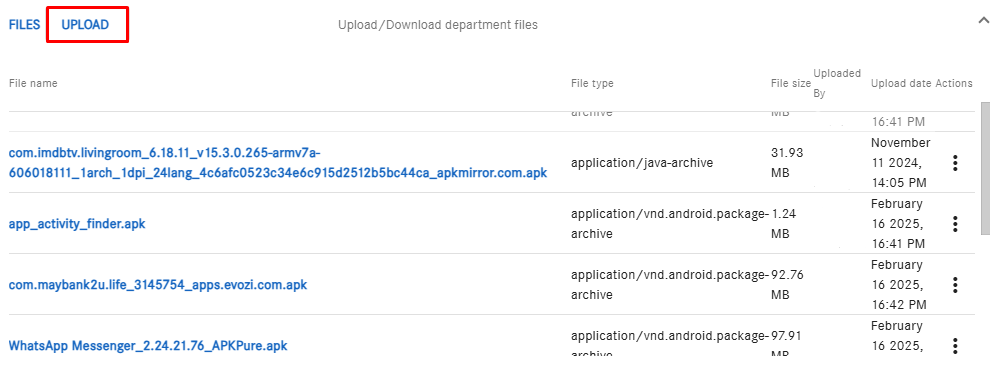 FILES UPLOAD Upload/Download department files
File name File type File size Uploaded By Upload date Actions
archive MB 16:41 PM
com.imdbtv.livingroom_6.18.11_v15.3.0.265-armv7a-
606018111_1arch_1dpi_24lang_4c6afc0523c34e6c915d2512b5bc44ca_apkmirror.com.apk
application/java-archive
31.93
MB
November
11 2024,
14:05 PM
app_activity_finder.apk
application/vnd.android.package-
archive
1.24
MB
February
16 2025,
16:41 PM
com.maybank2u.life_3145754_apps.evozi.com.apk
application/vnd.android.package-
archive
92.76
MB
February
16 2025,
16:42 PM
WhatsApp Messenger_2.24.21.76_APKPure.apk
application/vnd.android.package-
archive
97.91
MB
February
16 2025,